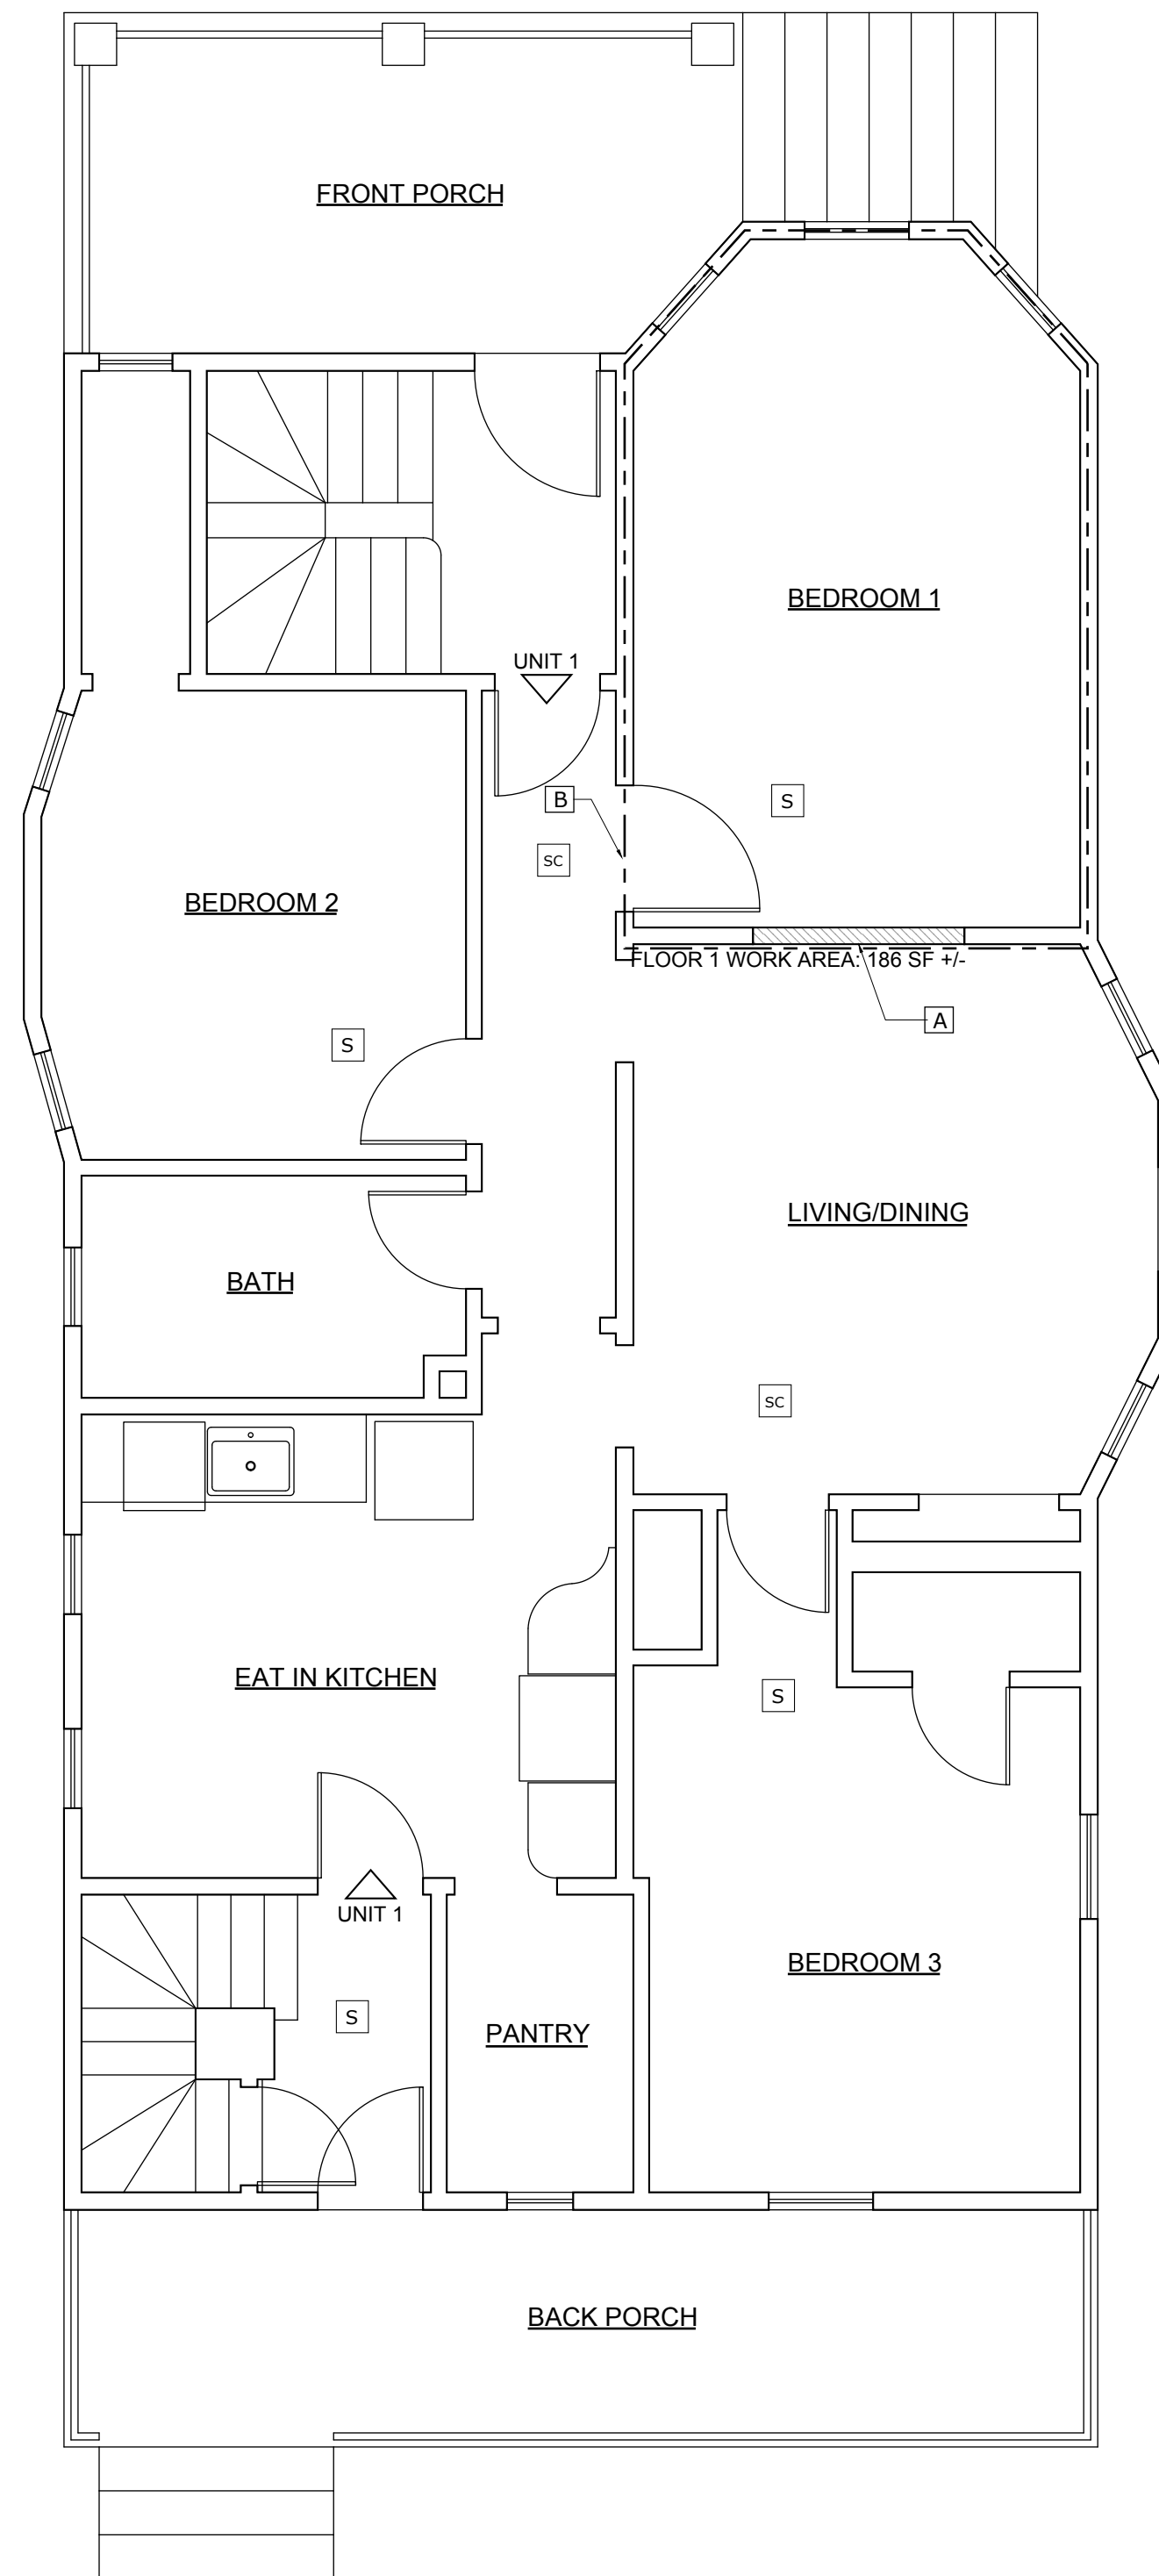 FRONT PORCH
BEDROOM 1
UNIT 1
B
S
SC
BEDROOM 2
FLOOR 1 WORK AREA: 186 SF +/-
A
S
LIVING/DINING
BATH
SC
EAT IN KITCHEN
S
UNIT 1
BEDROOM 3
S
PANTRY
BACK PORCH